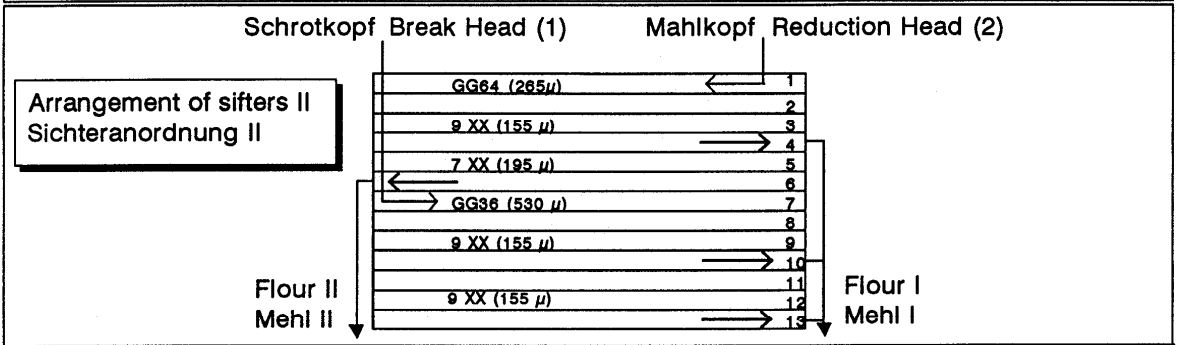 Schrotkopf Break Head (1)
Mahlkopf Reduction Head (2)
Arrangement of sifters II
Sichteranordnung II
GG64 (265µ) 1
2
9 XX (155 µ) 3
4
7 XX (195 µ) 5
6
GG36 (530 µ) 7
8
9 XX (155 µ) 9
10
11
9 XX (155 µ) 12
13
Flour II
Mehl II
Flour I
Mehl I